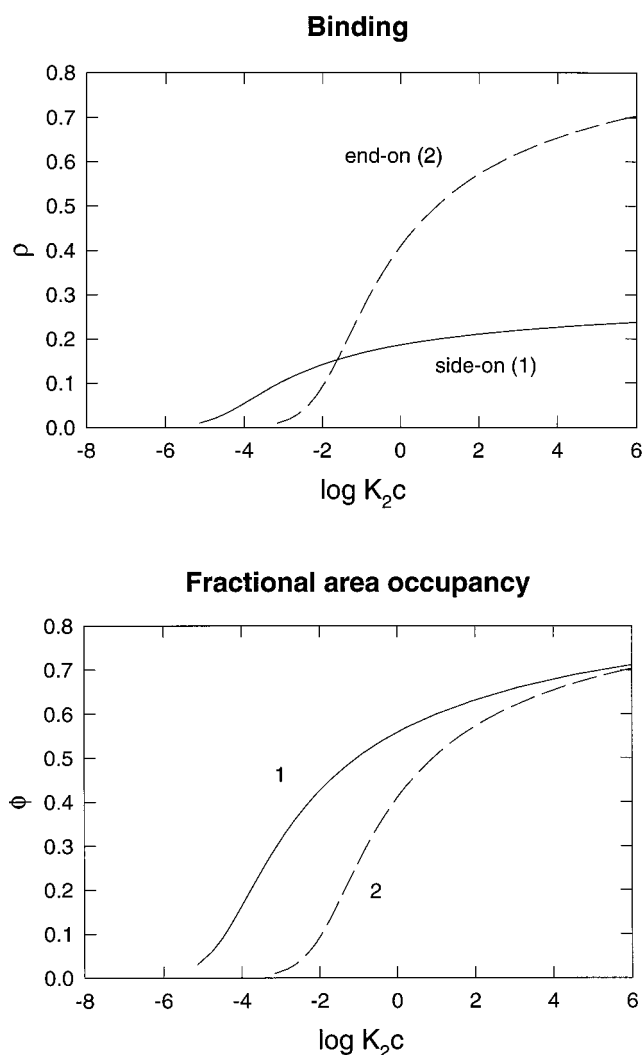 Binding
0.8
0.7
0.6
0.5
0.4
0.3
0.2
0.1
0.0
ρ
end-on (2)
side-on (1)
-8 -6 -4 -2 0 2 4 6
log K₂c
Fractional area occupancy
0.8
0.7
0.6
0.5
0.4
0.3
0.2
0.1
0.0
ϕ
1
2
-8 -6 -4 -2 0 2 4 6
log K₂c